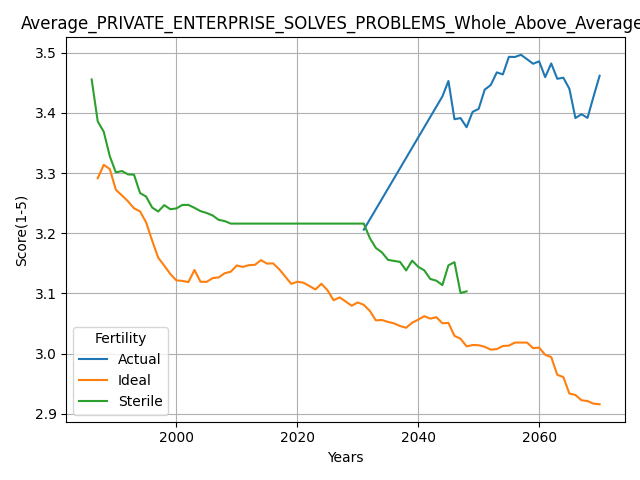 Average_PRIVATE_ENTERPRISE_SOLVES_PROBLEMS_Whole_Above_Average
3.5
3.4
3.3
3.2
3.1
3.0
2.9
Score(1-5)
Fertility
Actual
Ideal
Sterile
2000
2020
2040
2060
Years